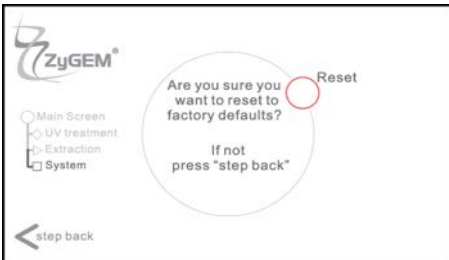 ZyGEM®
Are you sure you
want to reset to
factory defaults?
If not
press "step back"
Reset
Main Screen
UV treatment
Extraction
System
step back